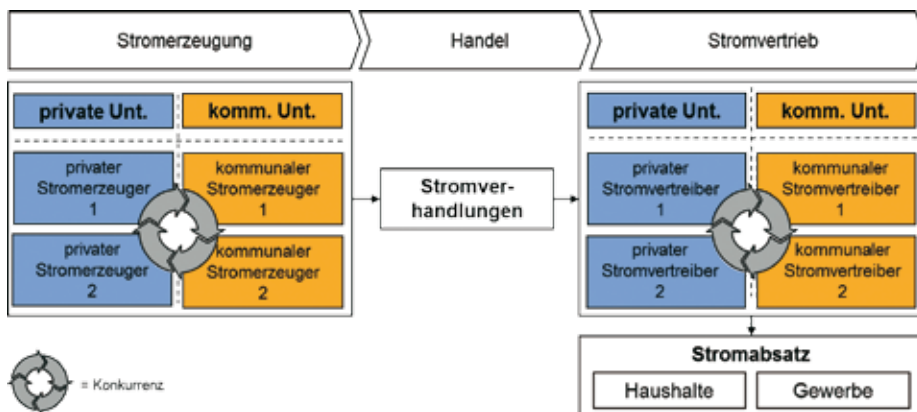 Stromerzeugung
Handel
Stromvertrieb
private Unt.
komm. Unt.
privater
Stromerzeuger
1
kommunaler
Stromerzeuger
1
privater
Stromerzeuger
2
kommunaler
Stromerzeuger
2
Stromver-
handlungen
private Unt.
komm. Unt.
privater
Stromvertreiber
1
kommunaler
Stromvertreiber
1
privater
Stromvertreiber
2
kommunaler
Stromvertreiber
2
Stromabsatz
Haushalte
Gewerbe
= Konkurrenz